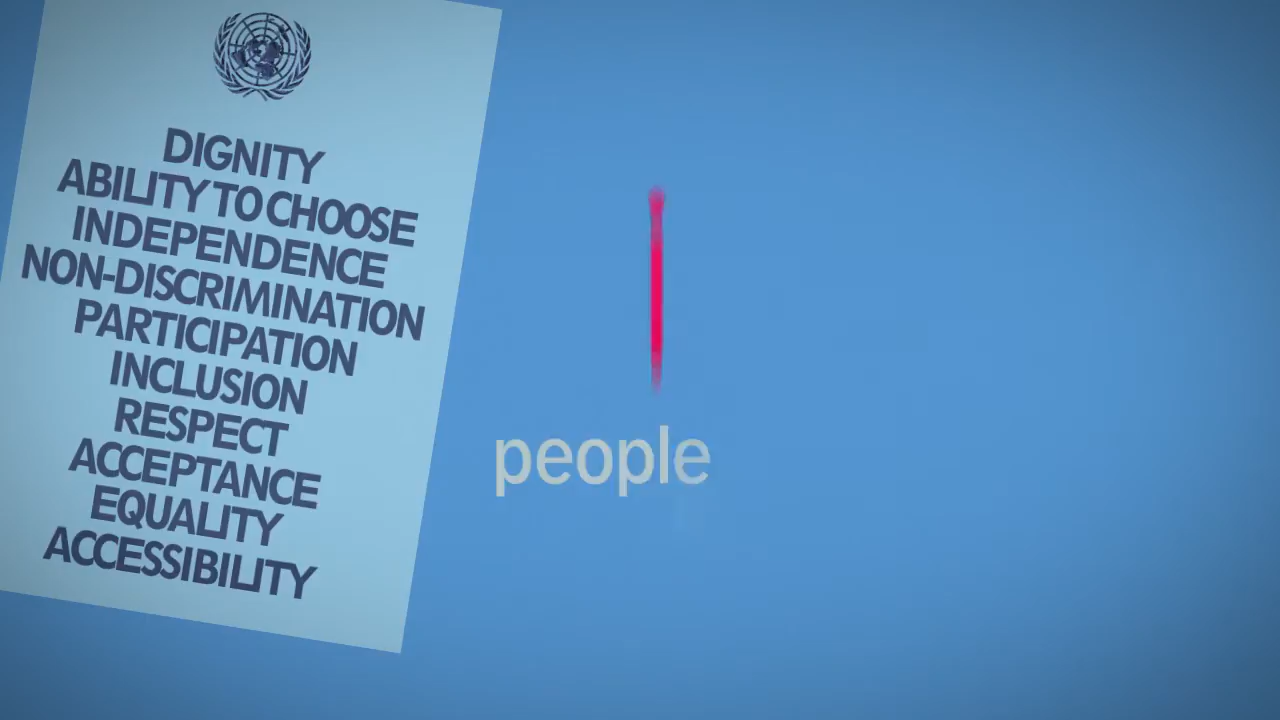 DIGNITY
ABILITY TO CHOOSE
INDEPENDENCE
NON-DISCRIMINATION
PARTICIPATION
INCLUSION
RESPECT
ACCEPTANCE
EQUALITY
ACCESSIBILITY
people